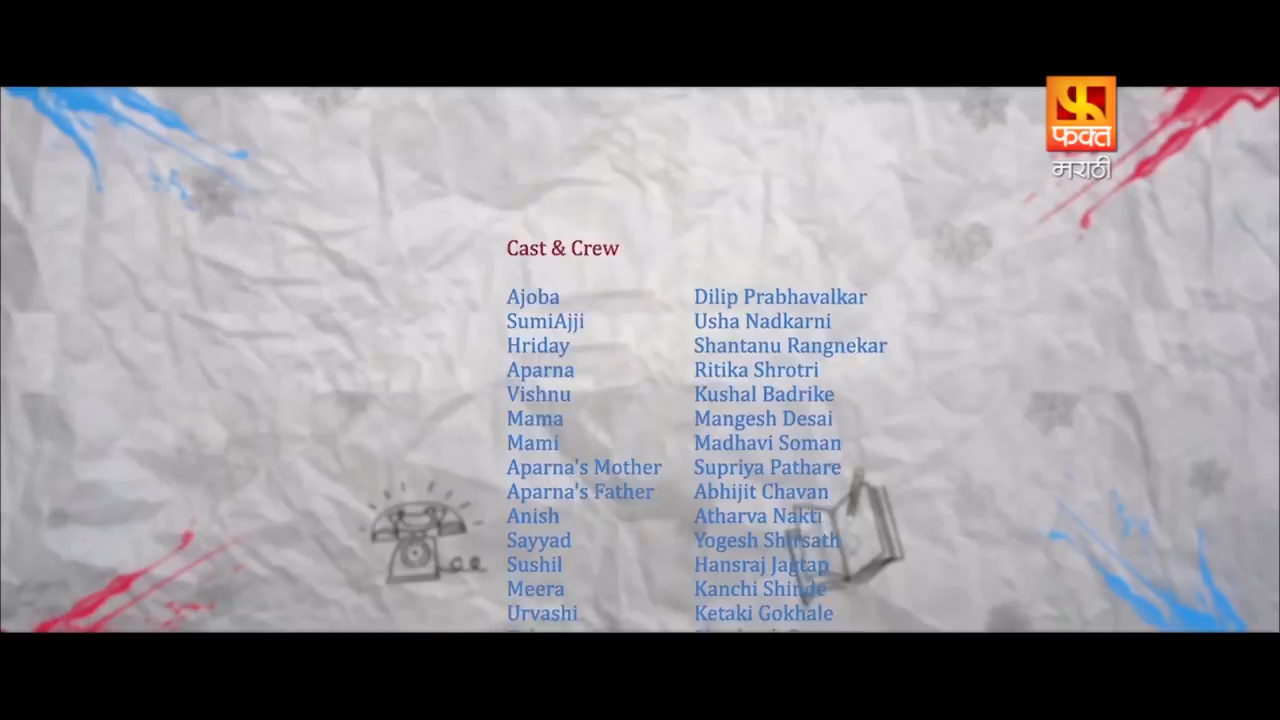 फक्त
मराठी
Cast & Crew
Ajoba Dilip Prabhavalkar
SumiAjji Usha Nadkarni
Hriday Shantanu Rangnekar
Aparna Ritika Shrotri
Vishnu Kushal Badrike
Mama Mangesh Desai
Mami Madhavi Soman
Aparna's Mother Supriya Pathare
Aparna's Father Abhijit Chavan
Anish Atharva Nakti
Sayyad Yogesh Shirsath
Sushil Hansraj Jagtap
Meera Kanchi Shinde
Urvashi Ketaki Gokhale